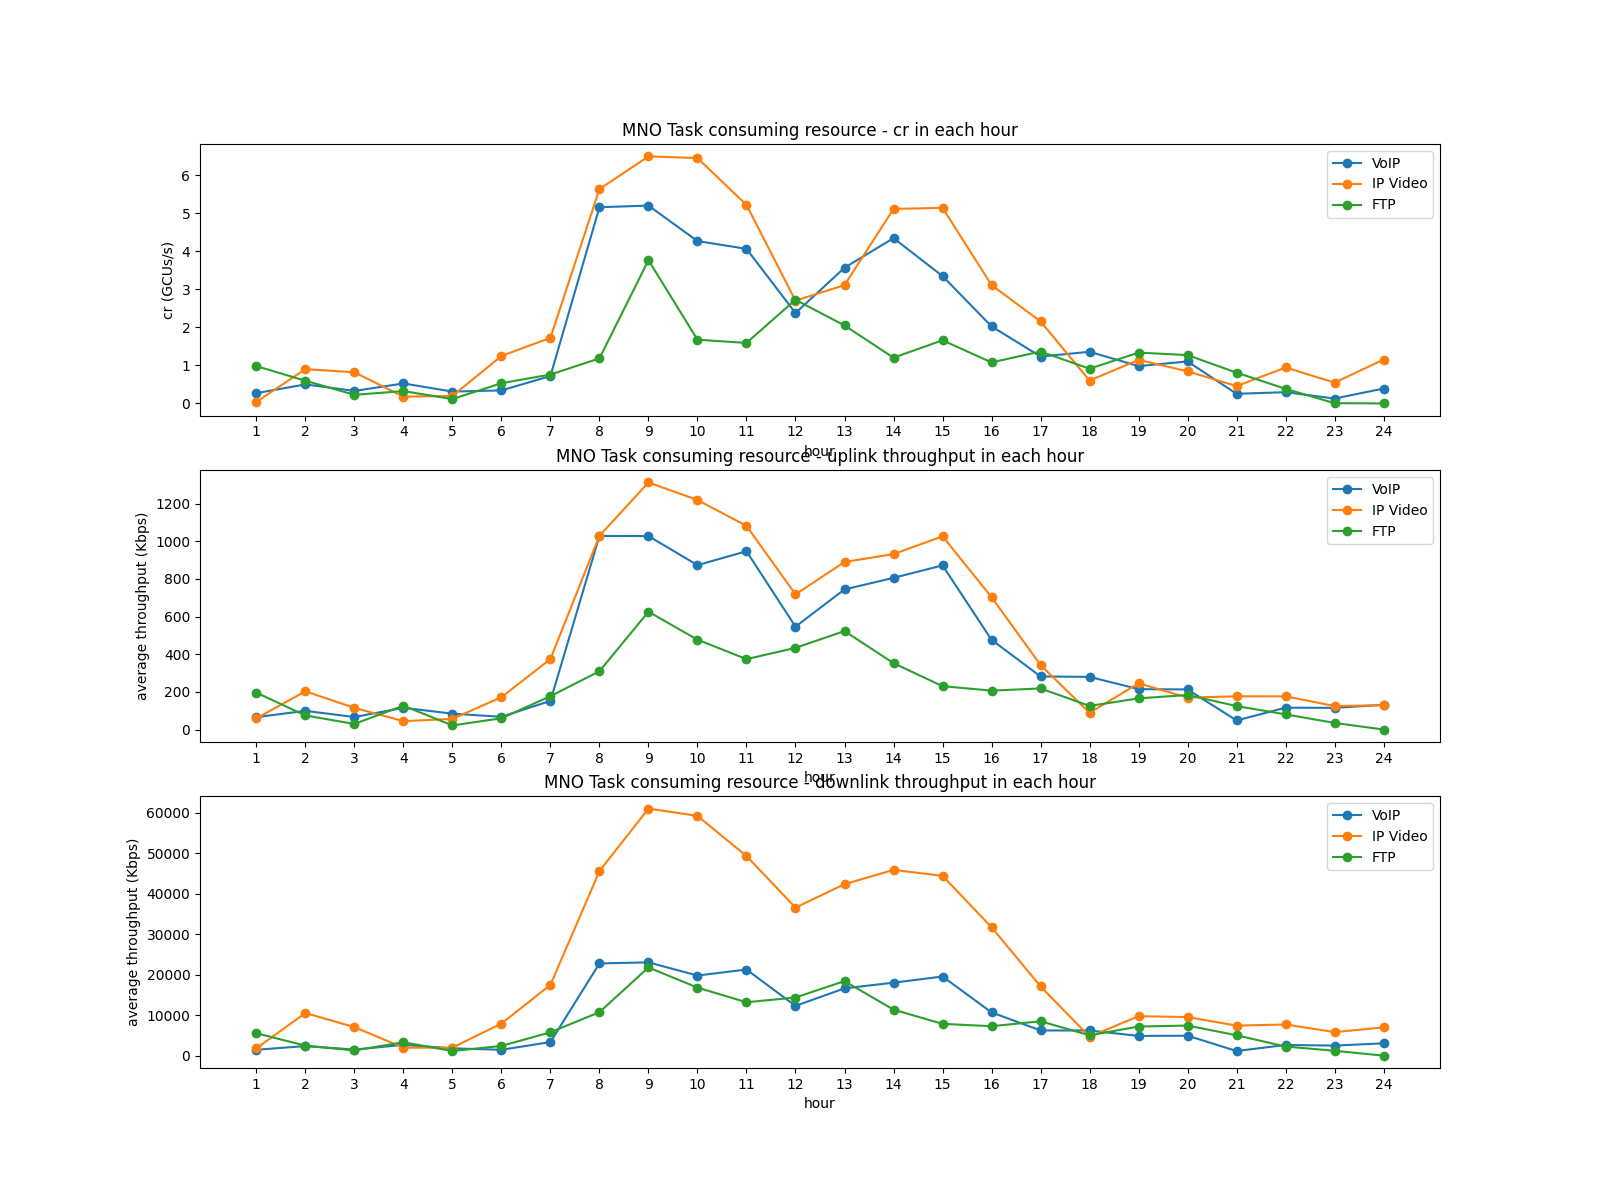 MNO Task consuming resource - cr in each hour
cr (GCUs/s)
6
5
4
3
2
1
0
VoIP
IP Video
FTP
1 2 3 4 5 6 7 8 9 10 11 12 13 14 15 16 17 18 19 20 21 22 23 24
hour
MNO Task consuming resource - uplink throughput in each hour
average throughput (Kbps)
1200
1000
800
600
400
200
0
VoIP
IP Video
FTP
1 2 3 4 5 6 7 8 9 10 11 12 13 14 15 16 17 18 19 20 21 22 23 24
hour
MNO Task consuming resource - downlink throughput in each hour
average throughput (Kbps)
60000
50000
40000
30000
20000
10000
0
VoIP
IP Video
FTP
1 2 3 4 5 6 7 8 9 10 11 12 13 14 15 16 17 18 19 20 21 22 23 24
hour